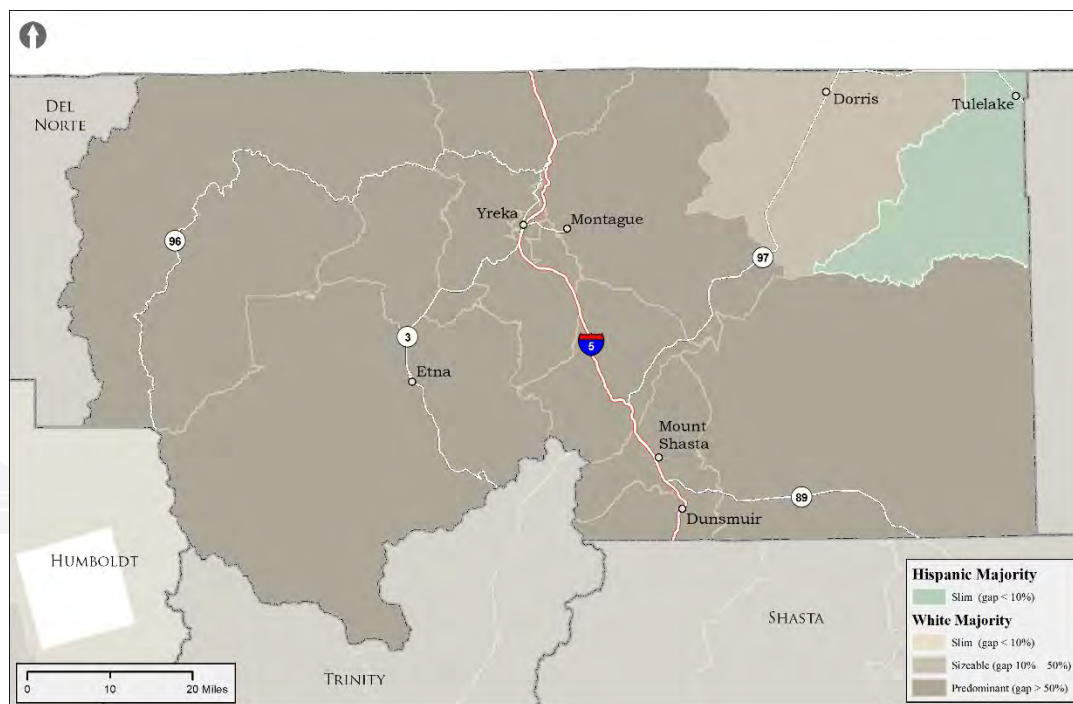 DEL
NORTE
Dorris
Tulelake
Yreka
Montague
96
97
3
5
Etna
Mount
Shasta
89
Dunsmuir
HUMBOLDT
SHASTA
TRINITY
Hispanic Majority
Slim (gap < 10%)
White Majority
Slim (gap < 10%)
Sizeable (gap 10% 50%)
Predominant (gap > 50%)
0 10 20 Miles